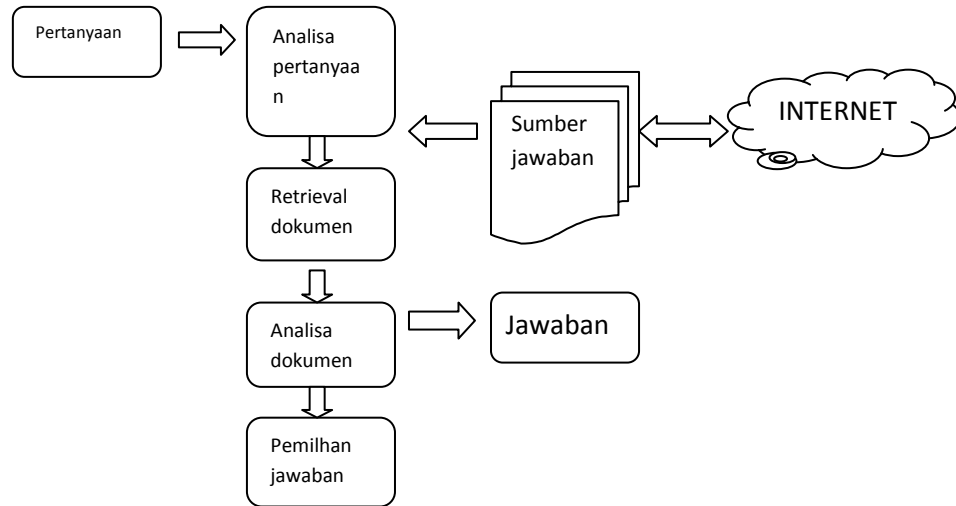 Pertanyaan
Analisa
pertanyaa
n
Sumber
jawaban
INTERNET
Retrieval
dokumen
Analisa
dokumen
Jawaban
Pemilhan
jawaban